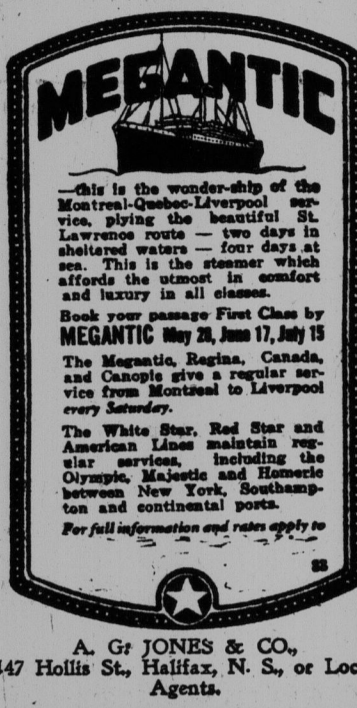 MEGANTIC
—this is the wonder-ship of the
Montreal-Quebec-Liverpool ser-
vice, plying the beautiful St.
Lawrence route — two days in
sheltered waters — four days at
sea. This is the steamer which
affords the utmost in comfort
and luxury in all classes.
Book your passage First Class by
MEGANTIC May 20, June 17, July 15
The Megantic, Regina, Canada,
and Canopic give a regular ser-
vice from Montreal to Liverpool
every Saturday.
The White Star, Red Star and
American Lines maintain reg-
ular services, including the
Olympic, Majestic and Homeric
between New York, Southamp-
ton and continental ports.
For full information and rates apply to
A. G. JONES & CO.,
447 Hollis St., Halifax, N. S., or Loc
Agents.